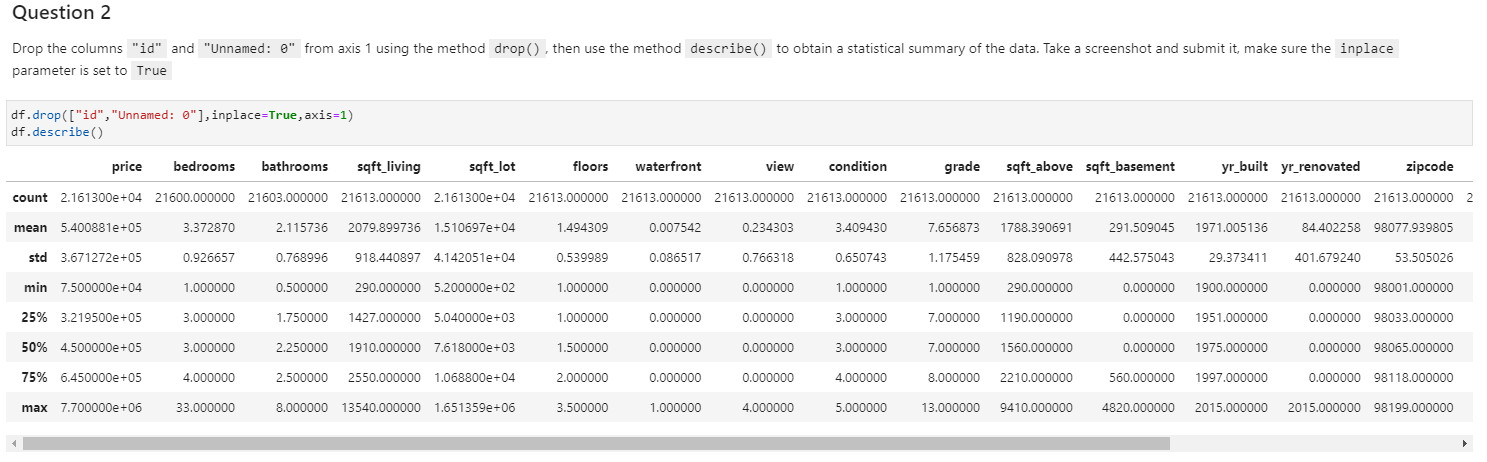 Question 2
Drop the columns "id" and "Unnamed: 0" from axis 1 using the method drop() , then use the method describe() to obtain a statistical summary of the data. Take a screenshot and submit it, make sure the inplace
parameter is set to True
df.drop(["id","Unnamed: 0"],inplace=True,axis=1)
df.describe()
price bedrooms bathrooms sqft_living sqft_lot floors waterfront view condition grade sqft_above sqft_basement yr_built yr_renovated zipcode
count 2.161300e+04 21600.000000 21603.000000 21613.000000 2.161300e+04 21613.000000 21613.000000 21613.000000 21613.000000 21613.000000 21613.000000 21613.000000 21613.000000 21613.000000 21613.000000 2
mean 5.400881e+05 3.372870 2.115736 2079.899736 1.510697e+04 1.494309 0.007542 0.234303 3.409430 7.656873 1788.390691 291.509045 1971.005136 84.402258 98077.939805
std 3.671272e+05 0.926657 0.768996 918.440897 4.142051e+04 0.539989 0.086517 0.766318 0.650743 1.175459 828.090978 442.575043 29.373411 401.679240 53.505026
min 7.500000e+04 1.000000 0.500000 290.000000 5.200000e+02 1.000000 0.000000 0.000000 1.000000 1.000000 290.000000 0.000000 1900.000000 0.000000 98001.000000
25% 3.219500e+05 3.000000 1.750000 1427.000000 5.040000e+03 1.000000 0.000000 0.000000 3.000000 7.000000 1190.000000 0.000000 1951.000000 0.000000 98033.000000
50% 4.500000e+05 3.000000 2.250000 1910.000000 7.618000e+03 1.500000 0.000000 0.000000 3.000000 7.000000 1560.000000 0.000000 1975.000000 0.000000 98065.000000
75% 6.450000e+05 4.000000 2.500000 2550.000000 1.068800e+04 2.000000 0.000000 0.000000 4.000000 8.000000 2210.000000 560.000000 1997.000000 0.000000 98118.000000
max 7.700000e+06 33.000000 8.000000 13540.000000 1.651359e+06 3.500000 1.000000 4.000000 5.000000 13.000000 9410.000000 4820.000000 2015.000000 2015.000000 98199.000000